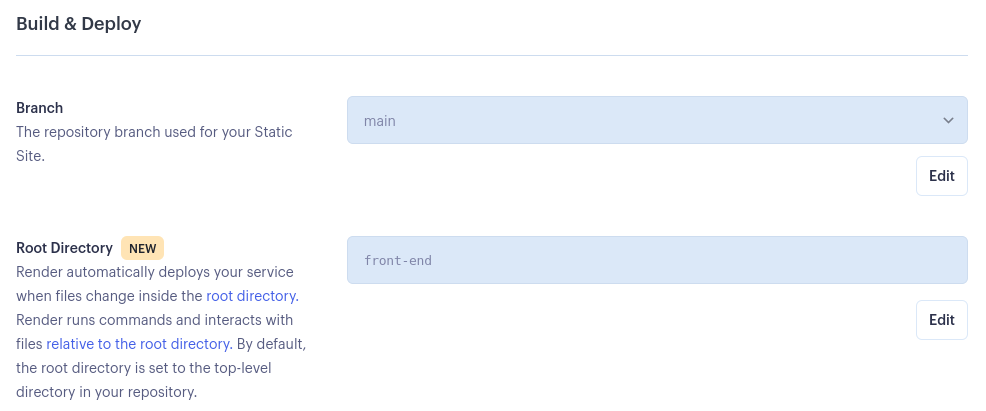 Build & Deploy
Branch
The repository branch used for your Static
Site.
main
Edit
Root Directory NEW
Render automatically deploys your service
when files change inside the root directory.
Render runs commands and interacts with
files relative to the root directory. By default,
the root directory is set to the top-level
directory in your repository.
front-end
Edit